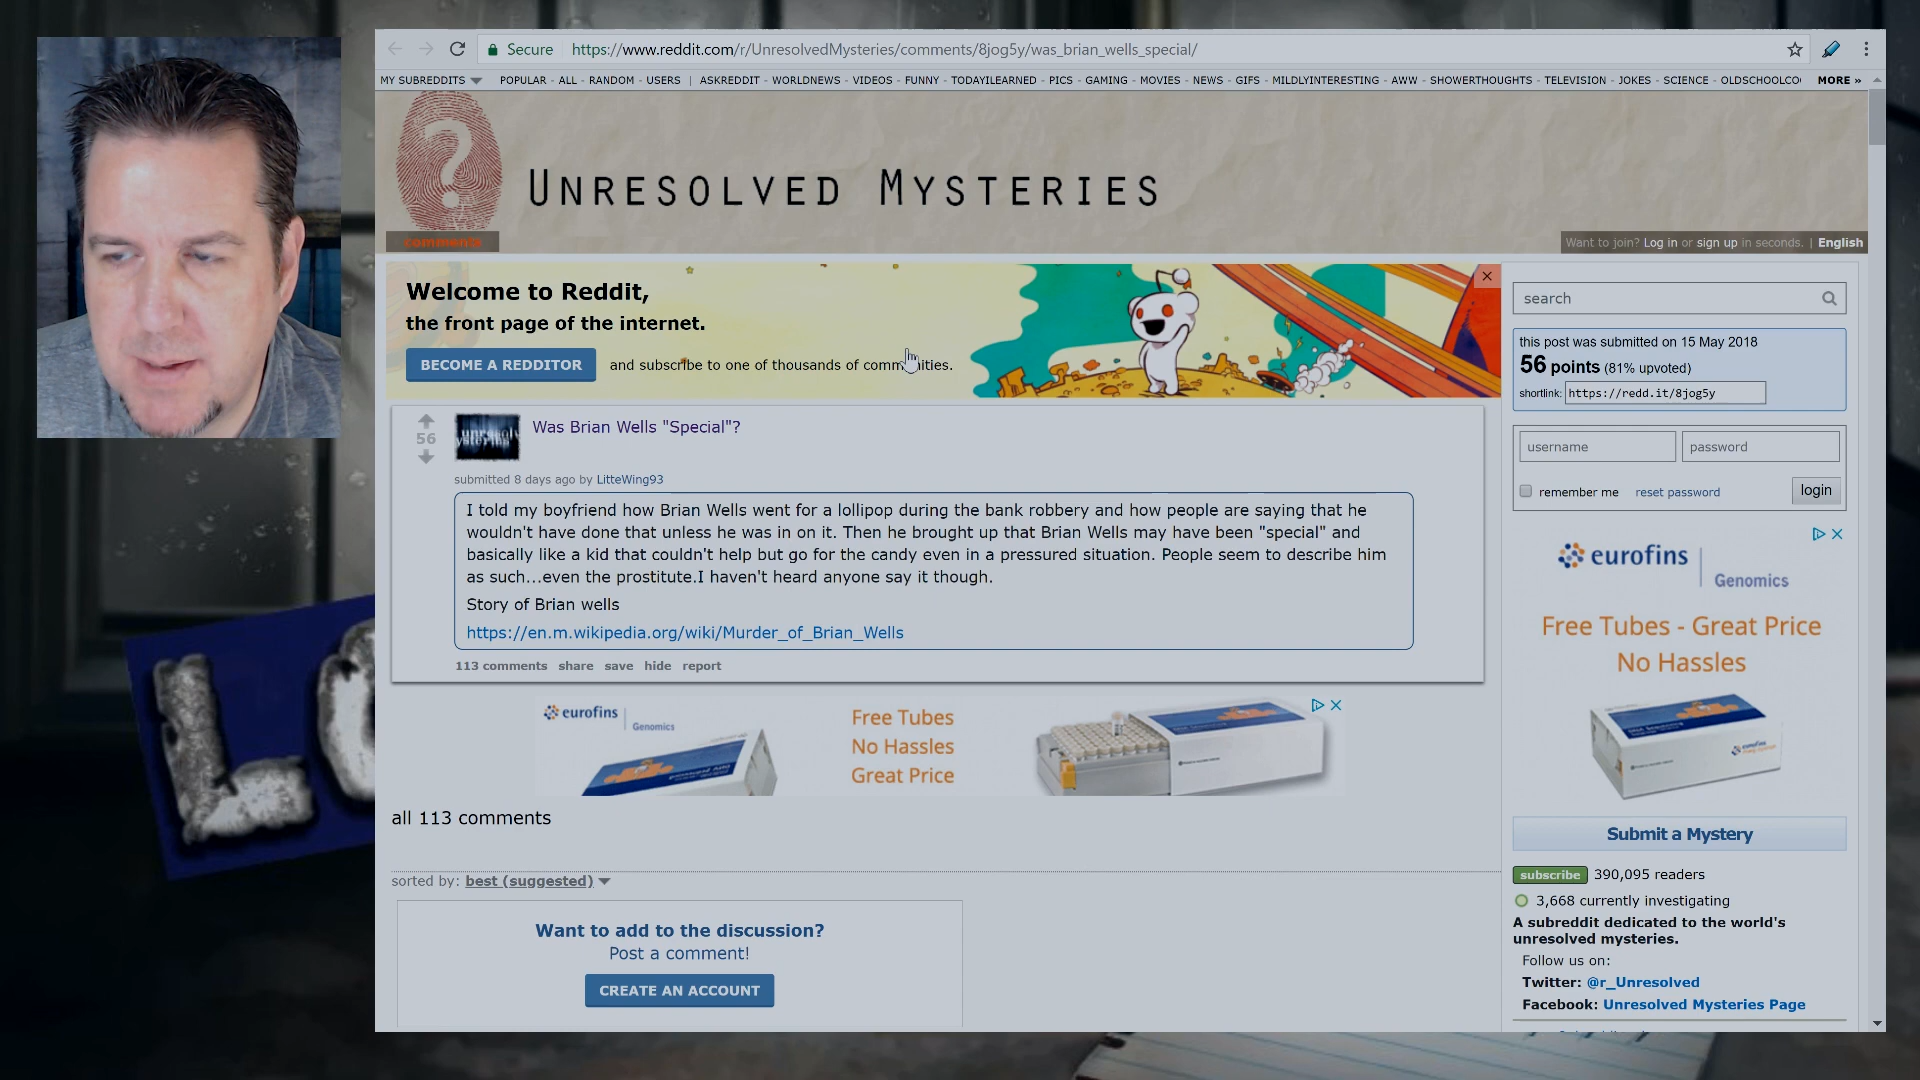 Secure https://www.reddit.com/r/UnresolvedMysteries/comments/8jog5y/was_brian_wells_special/
MY SUBREDDITS POPULAR - ALL - RANDOM - USERS | ASKREDDIT - WORLDNEWS - VIDEOS - FUNNY - TODAYILEARNED - PICS - GAMING - MOVIES - NEWS - GIFS - MILDLYINTERESTING - AWW - SHOWERTHOUGHTS - TELEVISION - JOKES - SCIENCE - OLDSCHOOLCO MORE »
?
UNRESOLVED MYSTERIES
comments
Want to join? Log in or sign up in seconds. | English
Welcome to Reddit,
the front page of the internet.
BECOME A REDDITOR and subscribe to one of thousands of communities.
56
Was Brian Wells "Special"?
submitted 8 days ago by LitteWing93
I told my boyfriend how Brian Wells went for a lollipop during the bank robbery and how people are saying that he
wouldn't have done that unless he was in on it. Then he brought up that Brian Wells may have been "special" and
basically like a kid that couldn't help but go for the candy even in a pressured situation. People seem to describe him
as such...even the prostitute.I haven't heard anyone say it though.
Story of Brian wells
https://en.m.wikipedia.org/wiki/Murder_of_Brian_Wells
113 comments share save hide report
eurofins Genomics
Free Tubes
No Hassles
Great Price
all 113 comments
sorted by: best (suggested)
Want to add to the discussion?
Post a comment!
CREATE AN ACCOUNT
search
this post was submitted on 15 May 2018
56 points (81% upvoted)
shortlink: https://redd.it/8jog5y
username password
remember me reset password login
eurofins Genomics
Free Tubes - Great Price
No Hassles
Submit a Mystery
subscribe 390,095 readers
3,668 currently investigating
A subreddit dedicated to the world's
unresolved mysteries.
Follow us on:
Twitter: @r_Unresolved
Facebook: Unresolved Mysteries Page